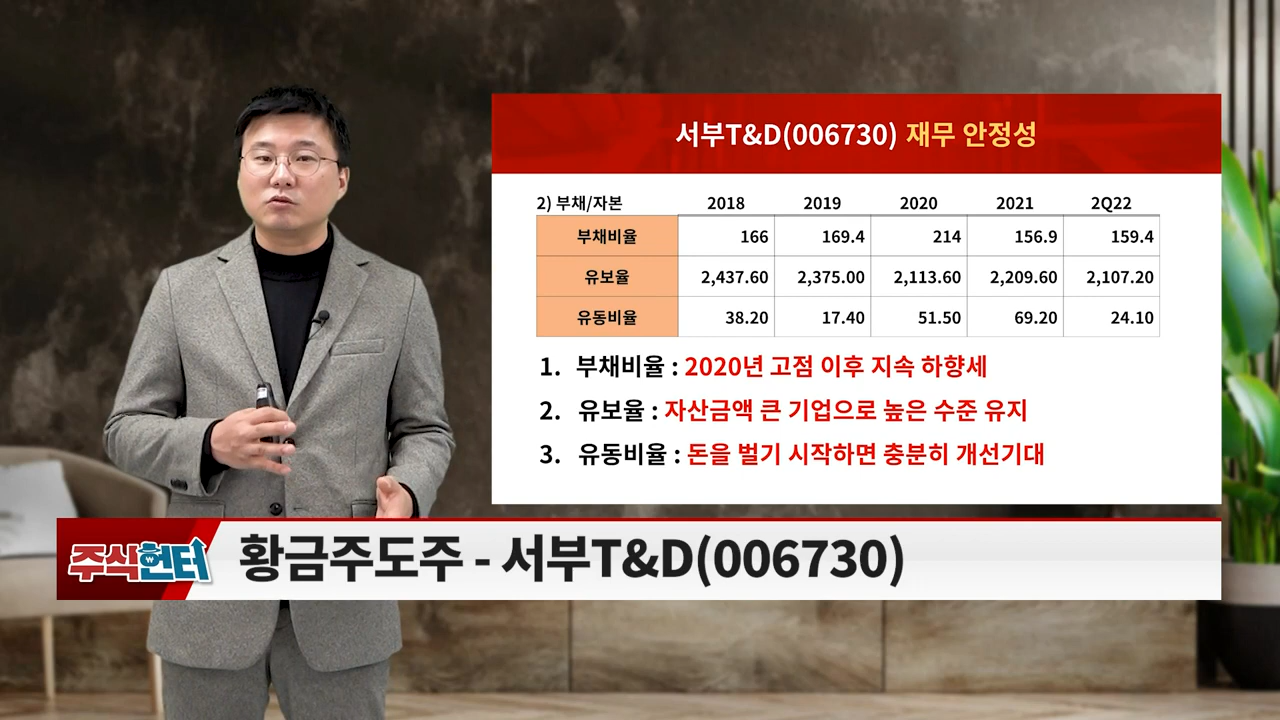 서부T&D(006730) 재무 안정성
2) 부채/자본 2018 2019 2020 2021 2Q22
부채비율 166 169.4 214 156.9 159.4
유보율 2,437.60 2,375.00 2,113.60 2,209.60 2,107.20
유동비율 38.20 17.40 51.50 69.20 24.10
1. 부채비율 : 2020년 고점 이후 지속 하향세
2. 유보율 : 자산금액 큰 기업으로 높은 수준 유지
3. 유동비율 : 돈을 벌기 시작하면 충분히 개선기대
주식헌터 황금주도주 - 서부T&D(006730)